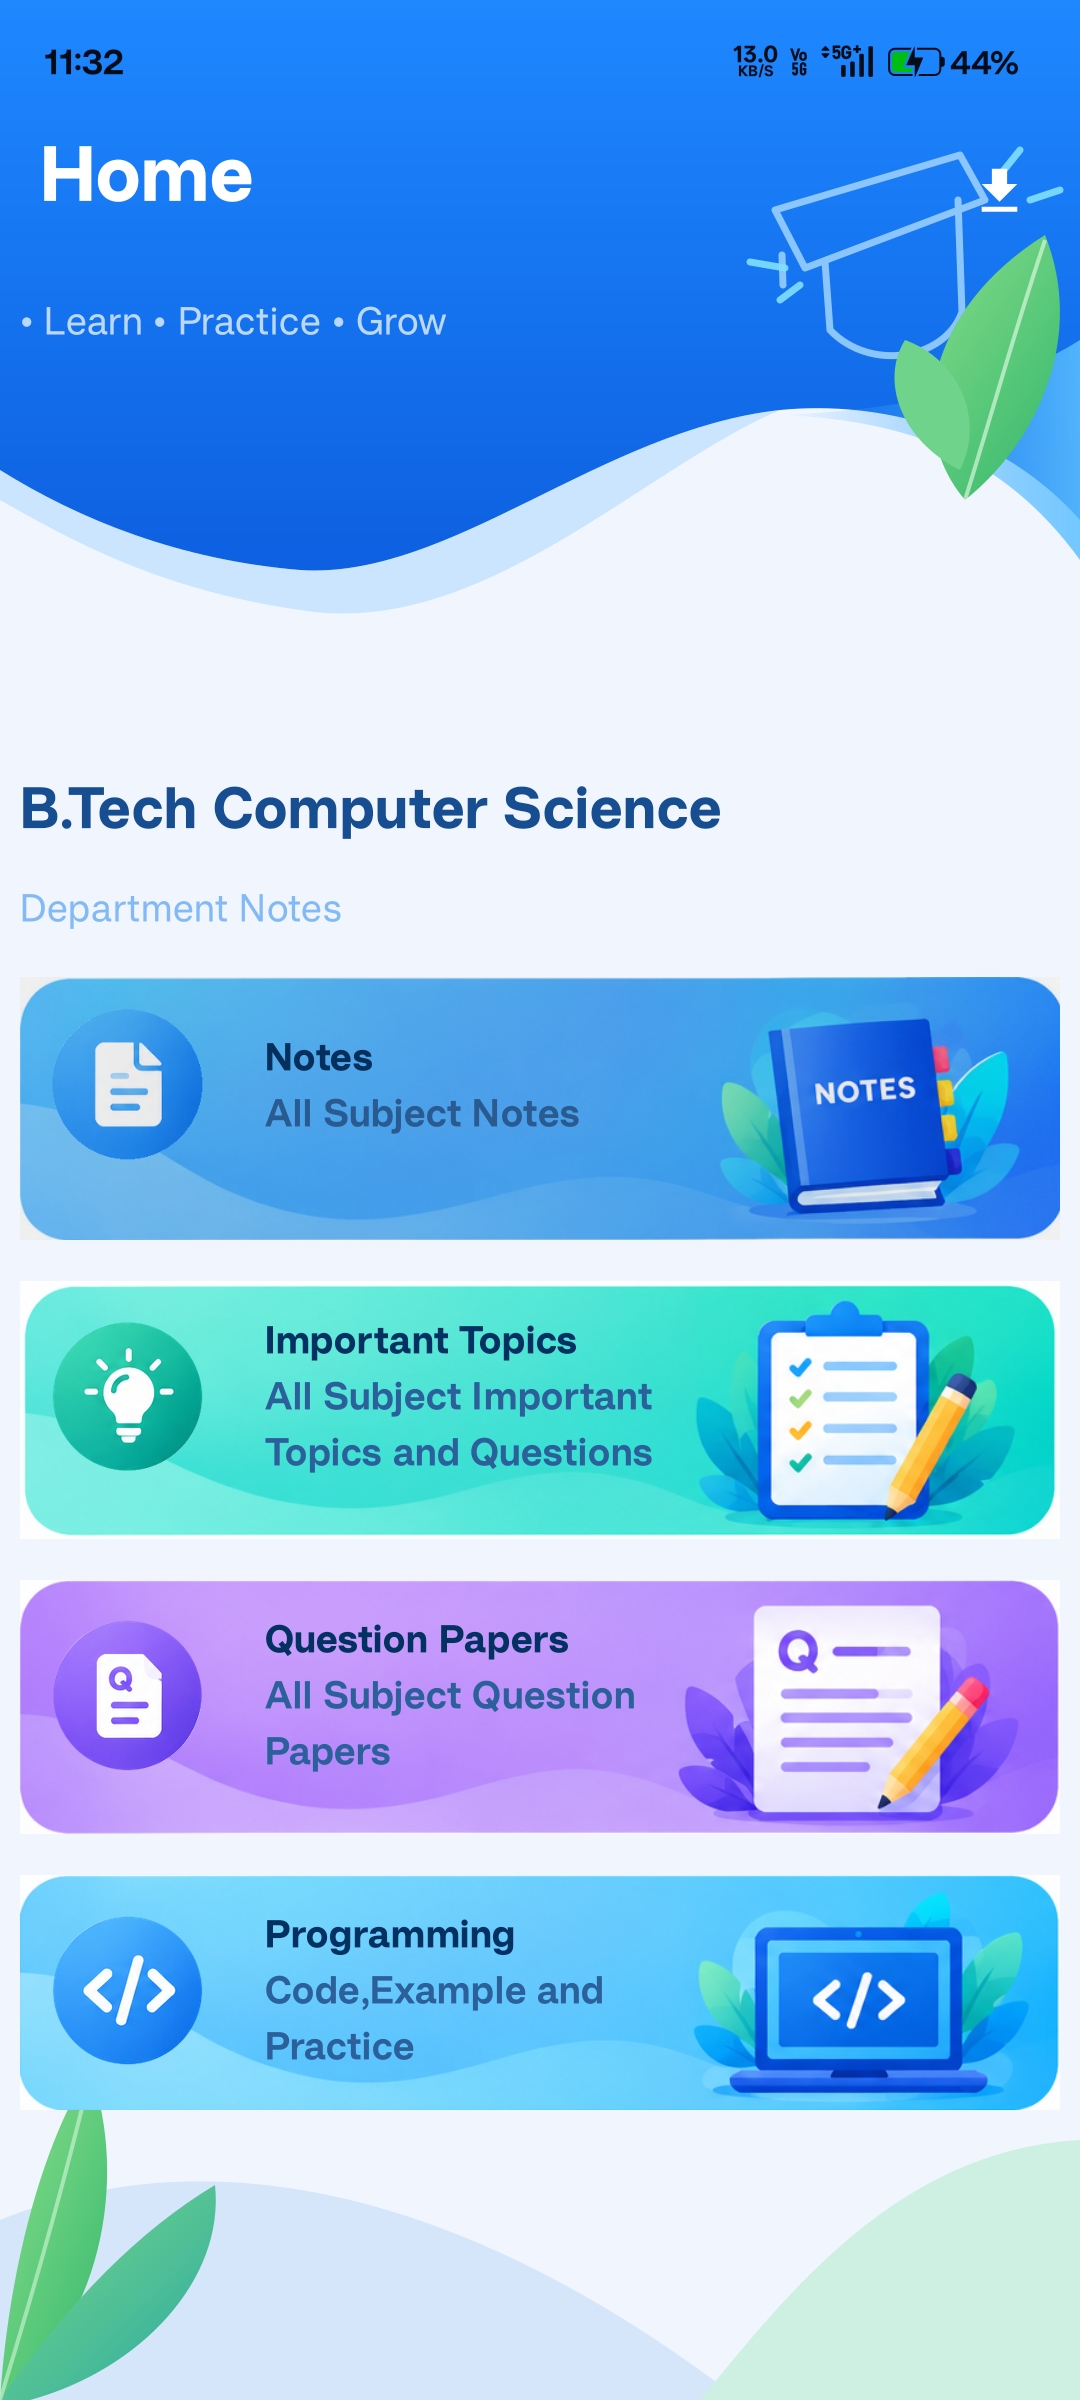 11:32
13.0 KB/S Vo 5G 5G+ 44%
Home
• Learn • Practice • Grow
B.Tech Computer Science
Department Notes
Notes
All Subject Notes
NOTES
Important Topics
All Subject Important
Topics and Questions
Question Papers
All Subject Question
Papers
Q
Q
Programming
Code,Example and
Practice
</>
</>